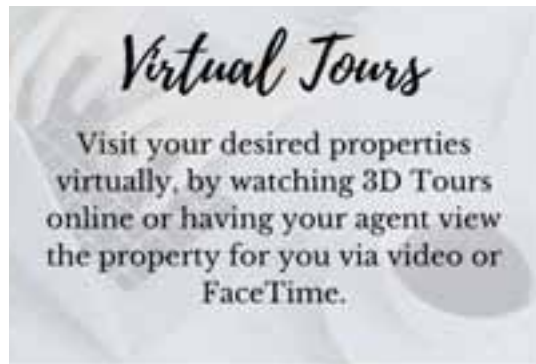 Virtual Tours
Visit your desired properties
virtually, by watching 3D Tours
online or having your agent view
the property for you via video or
FaceTime.